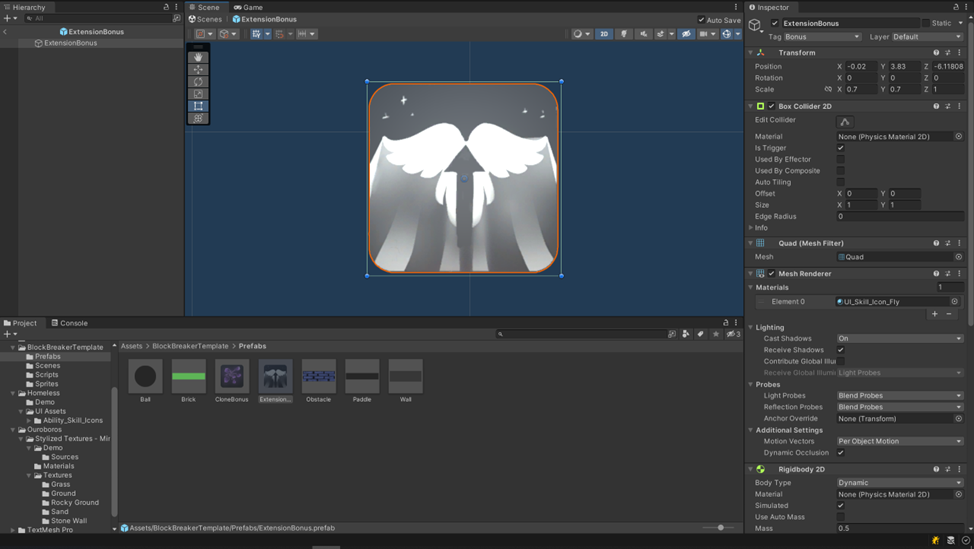 Hierarchy
All
ExtensionBonus
ExtensionBonus
Scene
Game
Scenes ExtensionBonus
Auto Save
2D
Inspector
ExtensionBonus Static
Tag Bonus Layer Default
Transform
Position X -0.02 Y 3.83 Z -6.11808
Rotation X 0 Y 0 Z 0
Scale X 0.7 Y 0.7 Z 1
Box Collider 2D
Edit Collider
Material None (Physics Material 2D)
Is Trigger
Used By Effector
Used By Composite
Auto Tiling
Offset X 0 Y 0
Size X 1 Y 1
Edge Radius 0
Info
Quad (Mesh Filter)
Mesh Quad
Mesh Renderer
Materials 1
Element 0 UI_Skill_Icon_Fly
Lighting
Cast Shadows On
Receive Shadows
Contribute Global Illu
Receive Global Illumi Light Probes
Probes
Light Probes Blend Probes
Reflection Probes Blend Probes
Anchor Override None (Transform)
Additional Settings
Motion Vectors Per Object Motion
Dynamic Occlusion
Rigidbody 2D
Body Type Dynamic
Material None (Physics Material 2D)
Simulated
Use Auto Mass
Mass 0.5
Project
Console
3
BlockBreakerTemplate
Prefabs
Scenes
Scripts
Sprites
Homeless
Demo
UI Assets
Ability_Skill_Icons
Ouroboros
Stylized Textures - Mir
Demo
Sources
Materials
Textures
Grass
Ground
Rocky Ground
Sand
Stone Wall
TextMesh Pro
Assets BlockBreakerTemplate Prefabs
Ball
Brick
CloneBonus
Extension...
Obstacle
Paddle
Wall
Assets/BlockBreakerTemplate/Prefabs/ExtensionBonus.prefab